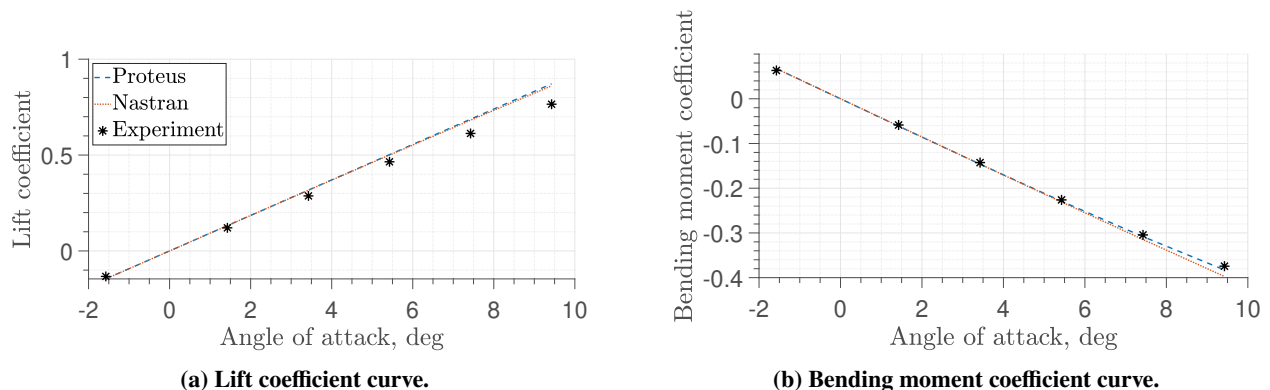 1
0.5
0
-2 0 2 4 6 8 10
Lift coefficient
Angle of attack, deg
Proteus
Nastran
Experiment
(a) Lift coefficient curve.
0
-0.1
-0.2
-0.3
-0.4
-2 0 2 4 6 8 10
Bending moment coefficient
Angle of attack, deg
(b) Bending moment coefficient curve.